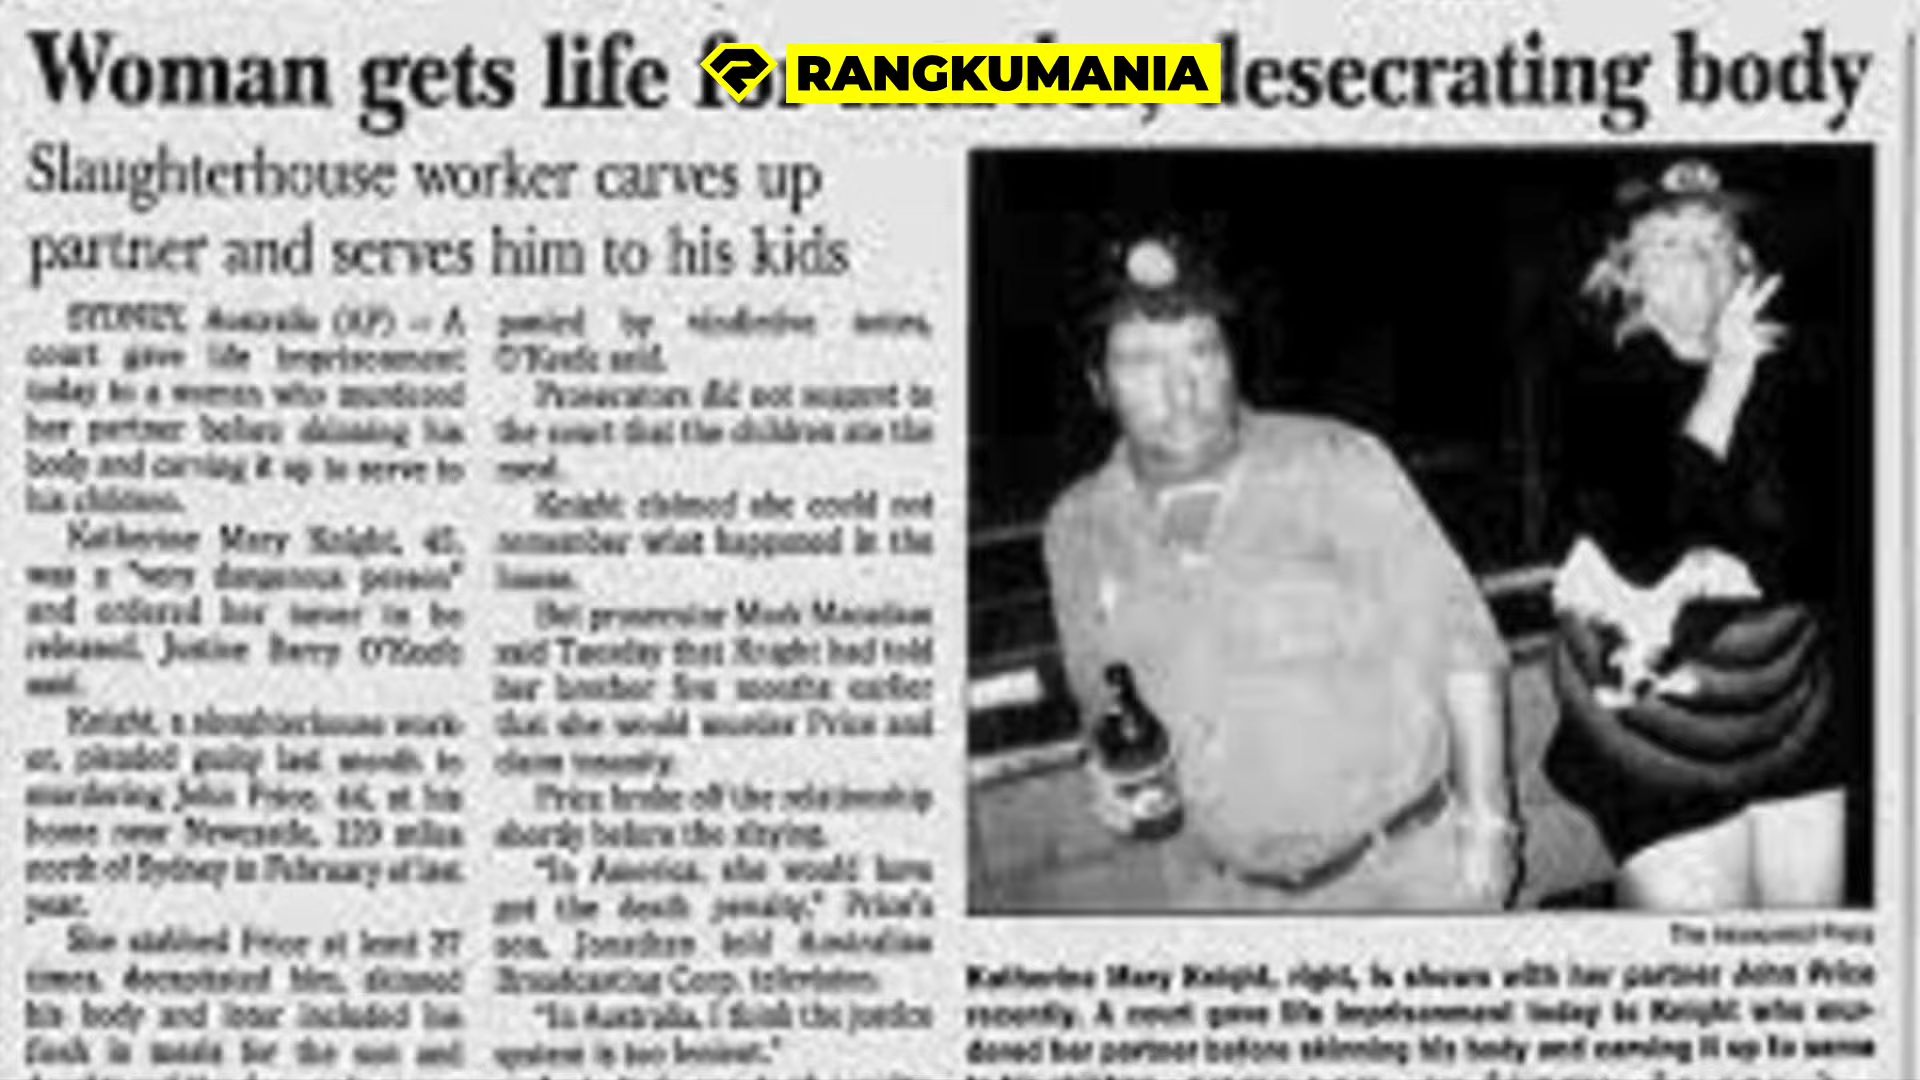 Woman gets life for lesecrating body
RANGKUMANIA
Slaughterhouse worker carves up
partner and serves him to his kids
SYDNEY, Australia (AP) – A
court gave life imprisonment
today to a woman who murdered
her partner before skinning his
body and carving it up to serve to
his children.
Katherine Mary Knight, 45,
was a "very dangerous person"
and ordered her never to be
released, Justice Barry O'Keefe
said.
Knight, a slaughterhouse work-
er, pleaded guilty last month to
murdering John Price, 44, at his
home near Newcastle,
north of Sydney in February of last
year.
She stabbed Price at least 37
times, decapitated him, skinned
his body and later included his
flesh in meals for the son and
panied by vindictive notes,
O'Keefe said.
Prosecutors did not suggest to
the court that the children ate the
meal.
Knight claimed she could not
remember what happened in the
house.
But prosecutor Mark Macadam
said Tuesday that Knight had told
her brother five months earlier
that she would murder Price and
claim insanity.
Price broke off the relationship
shortly before the slaying.
"In America, she would have
got the death penalty," Price's
son, Jonathan told Australian
Broadcasting Corp. television.
"In Australia, I think the justice
system is too lenient."
The Associated Press
Katherine Mary Knight, right, is shown with her partner John Price
recently. A court gave life imprisonment today to Knight who mur-
dered her partner before skinning his body and carving it up to serve